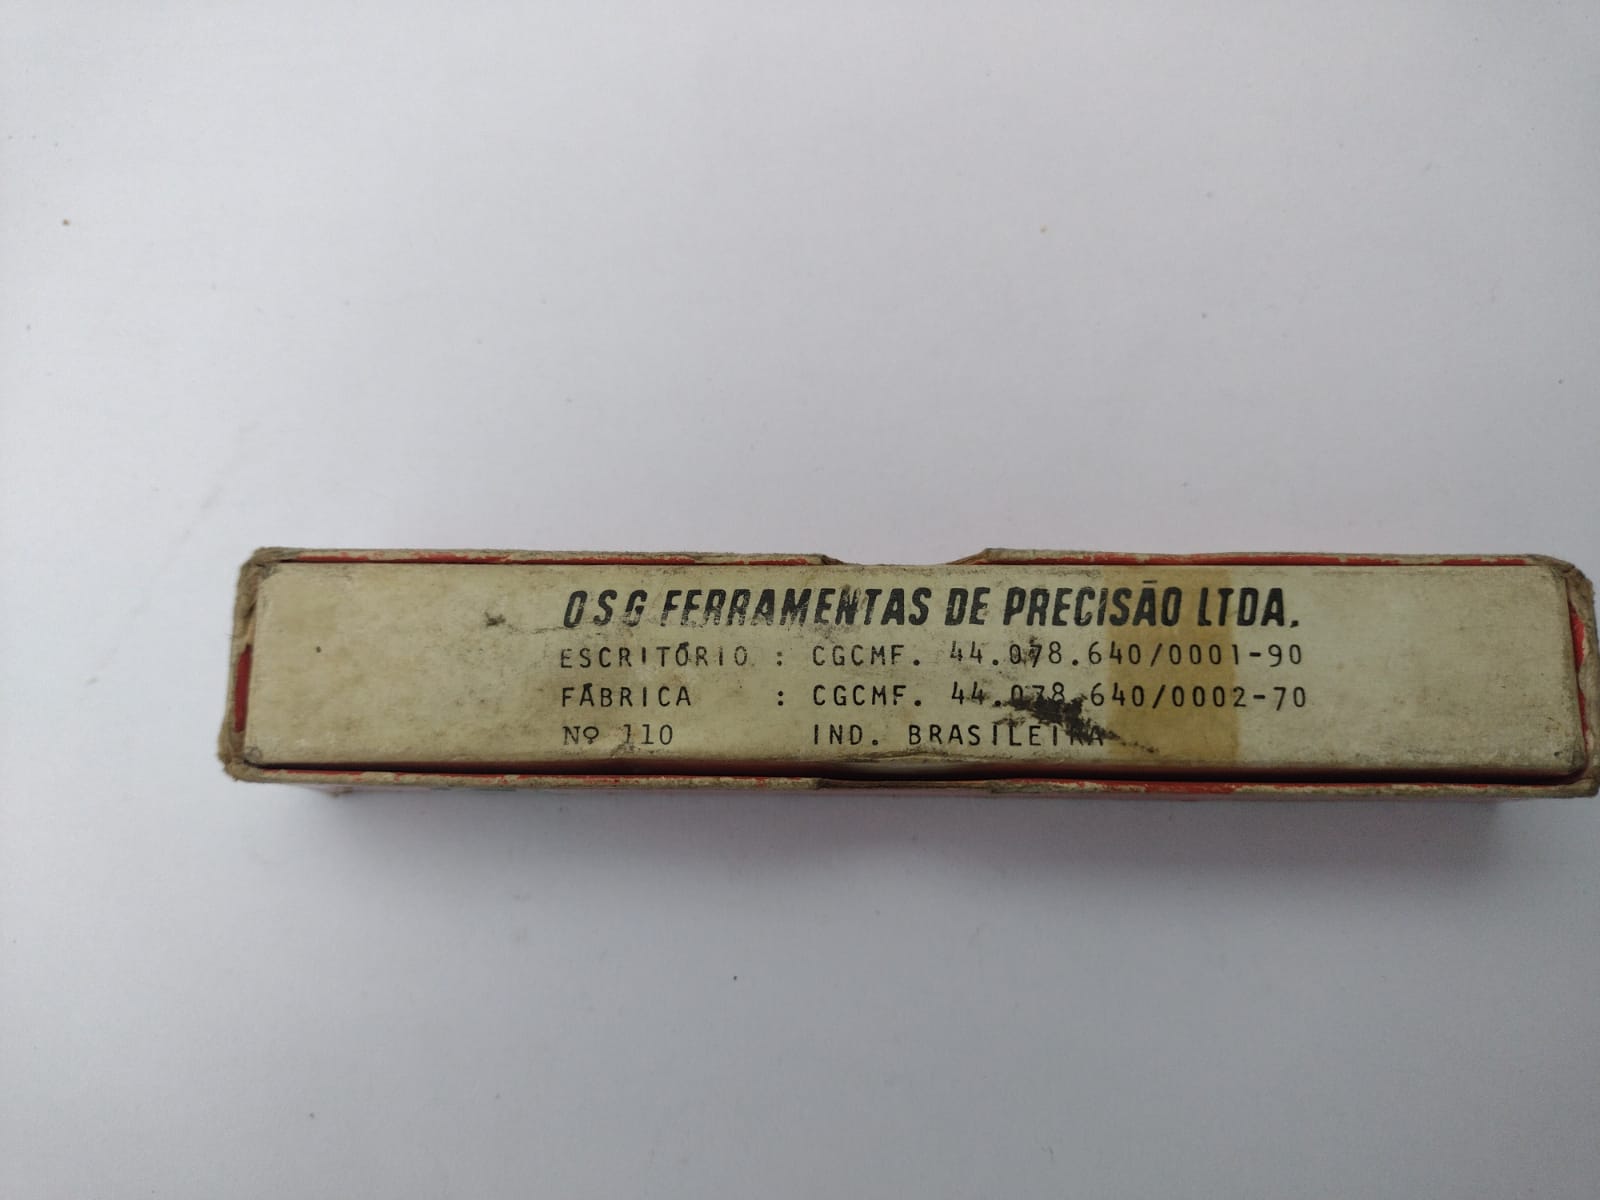 OSG FERRAMENTAS DE PRECISÃO LTDA.
ESCRITÓRIO : CGCMF. 44.078.640/0001-90
FÁBRICA : CGCMF. 44.078.640/0002-70
Nº 110 IND. BRASILEIRA